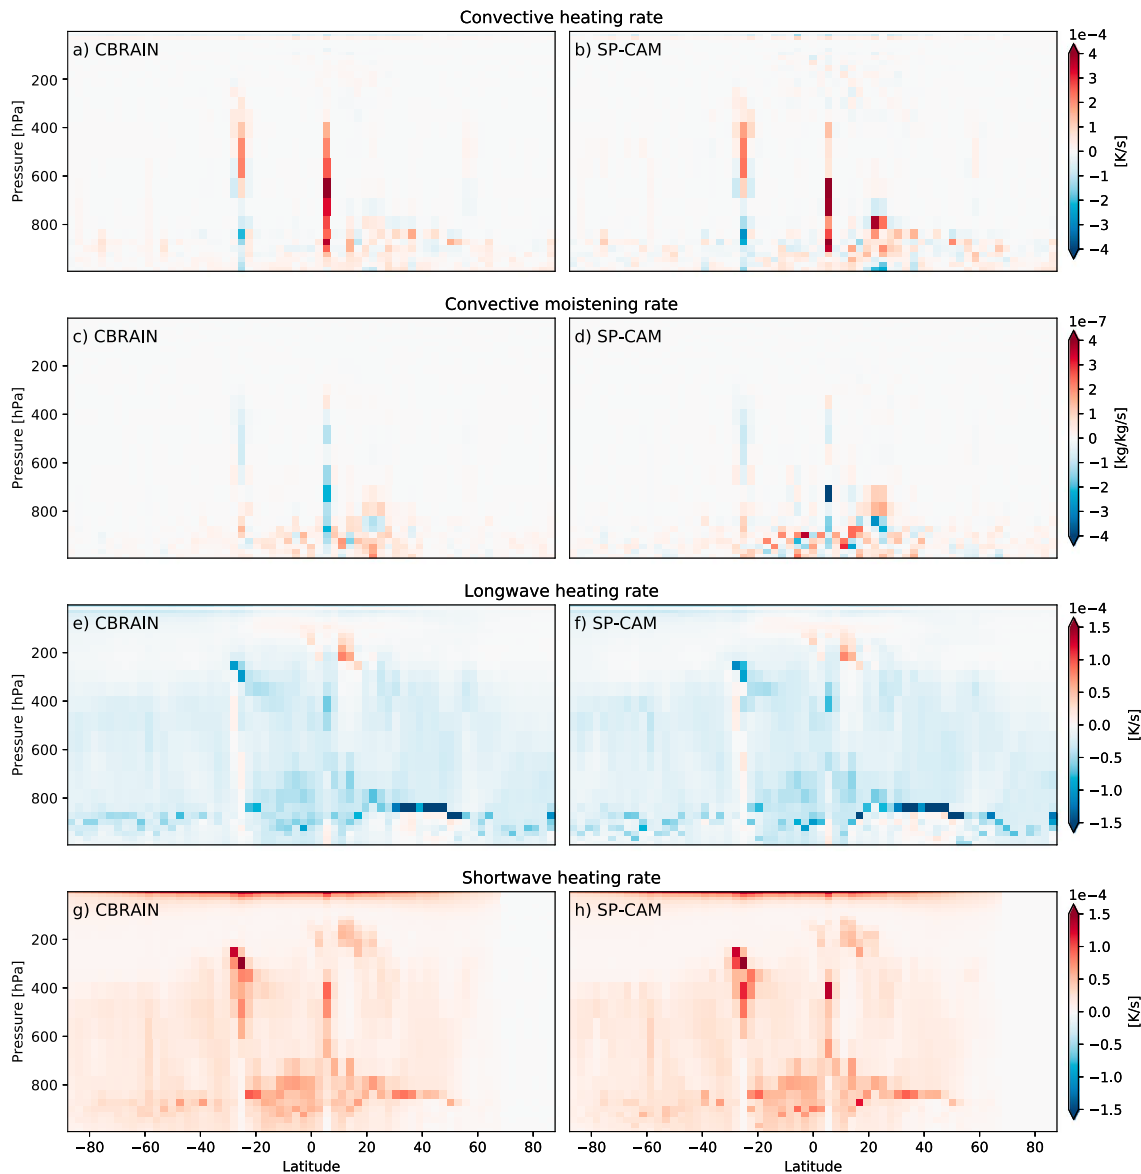 Convective heating rate
a) CBRAIN
b) SP-CAM
1e−4
Pressure [hPa]
200
400
600
800
4
3
2
1
0
−1
−2
−3
−4
[K/s]
Convective moistening rate
c) CBRAIN
d) SP-CAM
1e−7
Pressure [hPa]
200
400
600
800
4
3
2
1
0
−1
−2
−3
−4
[kg/kg/s]
Longwave heating rate
e) CBRAIN
f) SP-CAM
1e−4
Pressure [hPa]
200
400
600
800
1.5
1.0
0.5
0.0
−0.5
−1.0
−1.5
[K/s]
Shortwave heating rate
g) CBRAIN
h) SP-CAM
1e−4
Pressure [hPa]
200
400
600
800
1.5
1.0
0.5
0.0
−0.5
−1.0
−1.5
[K/s]
−80 −60 −40 −20 0 20 40 60 80
Latitude
−80 −60 −40 −20 0 20 40 60 80
Latitude